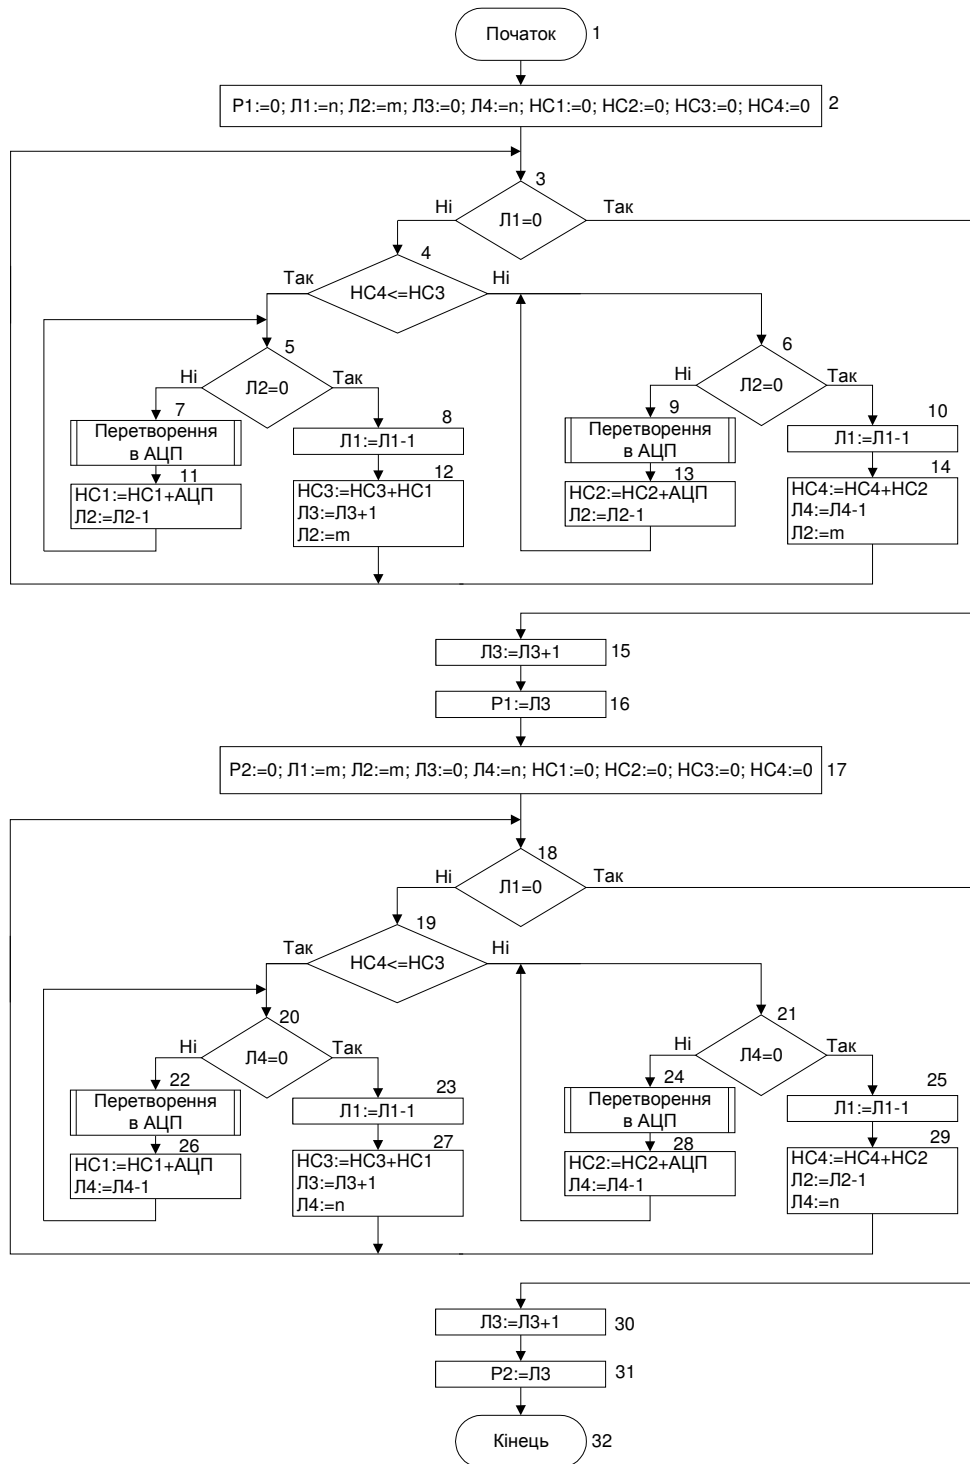 Початок
1
Р1:=0; Л1:=n; Л2:=m; Л3:=0; Л4:=n; НС1:=0; НС2:=0; НС3:=0; НС4:=0
2
3
Ні
Л1=0
Так
4
Так
НС4<=НС3
Ні
5
Ні
Л2=0
Так
6
Ні
Л2=0
Так
7
Перетворення
в АЦП
8
Л1:=Л1-1
9
Перетворення
в АЦП
10
Л1:=Л1-1
11
НС1:=НС1+АЦП
Л2:=Л2-1
12
НС3:=НС3+НС1
Л3:=Л3+1
Л2:=m
13
НС2:=НС2+АЦП
Л2:=Л2-1
14
НС4:=НС4+НС2
Л4:=Л4-1
Л2:=m
Л3:=Л3+1
15
Р1:=Л3
16
Р2:=0; Л1:=m; Л2:=m; Л3:=0; Л4:=n; НС1:=0; НС2:=0; НС3:=0; НС4:=0
17
18
Ні
Л1=0
Так
19
Так
НС4<=НС3
Ні
20
Ні
Л4=0
Так
21
Ні
Л4=0
Так
22
Перетворення
в АЦП
23
Л1:=Л1-1
24
Перетворення
в АЦП
25
Л1:=Л1-1
26
НС1:=НС1+АЦП
Л4:=Л4-1
27
НС3:=НС3+НС1
Л3:=Л3+1
Л4:=n
28
НС2:=НС2+АЦП
Л4:=Л4-1
29
НС4:=НС4+НС2
Л2:=Л2-1
Л4:=n
Л3:=Л3+1
30
Р2:=Л3
31
Кінець
32